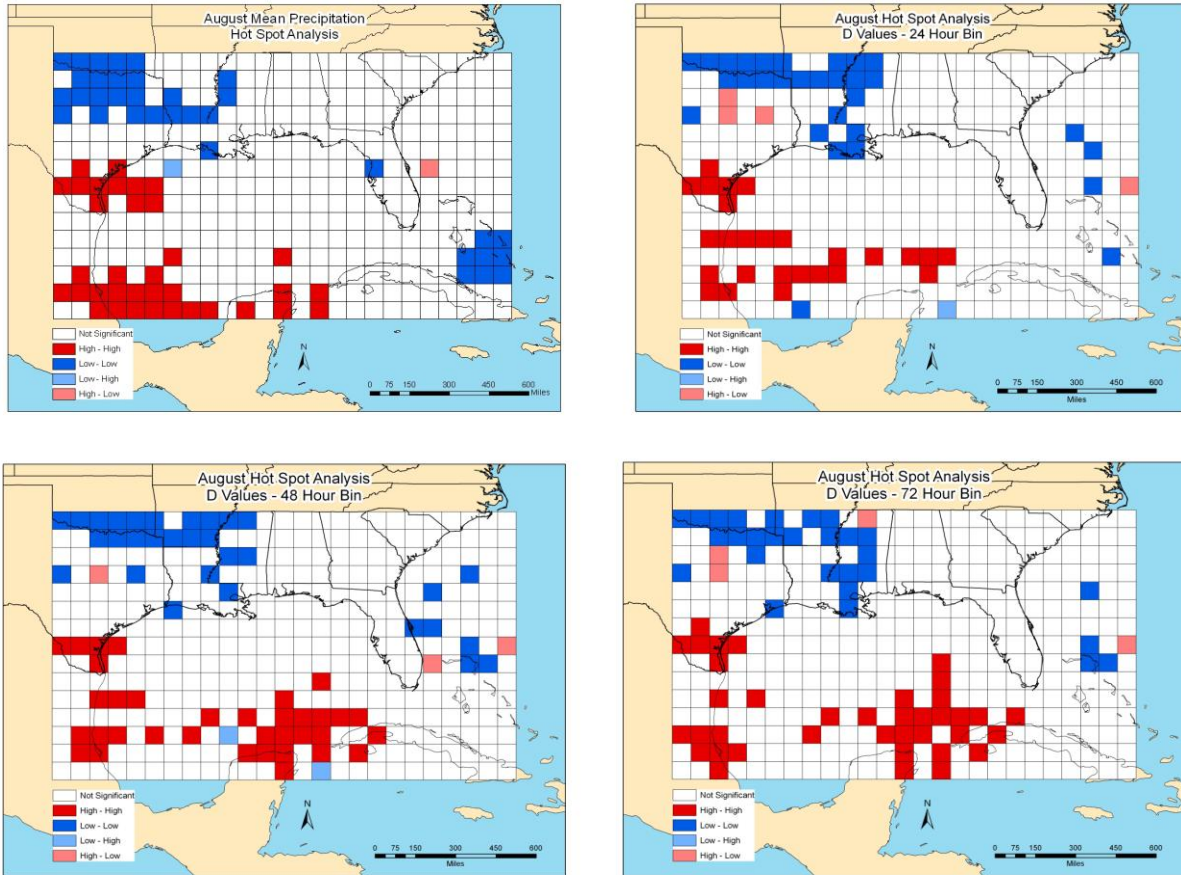 August Mean Precipitation
Hot Spot Analysis
Not Significant
High - High
Low - Low
Low - High
High - Low
N
0 75 150 300 450 600
Miles
August Hot Spot Analysis
D Values - 24 Hour Bin
Not Significant
High - High
Low - Low
Low - High
High - Low
N
0 75 150 300 450 600
Miles
August Hot Spot Analysis
D Values - 48 Hour Bin
Not Significant
High - High
Low - Low
Low - High
High - Low
N
0 75 150 300 450 600
Miles
August Hot Spot Analysis
D Values - 72 Hour Bin
Not Significant
High - High
Low - Low
Low - High
High - Low
N
0 75 150 300 450 600
Miles